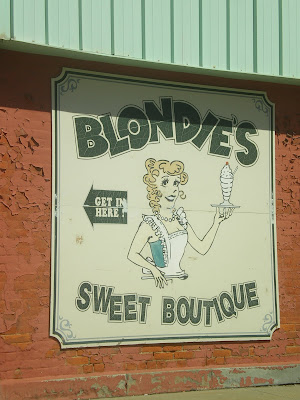 BLONDIE'S
GET IN
HERE!
SWEET BOUTIQUE